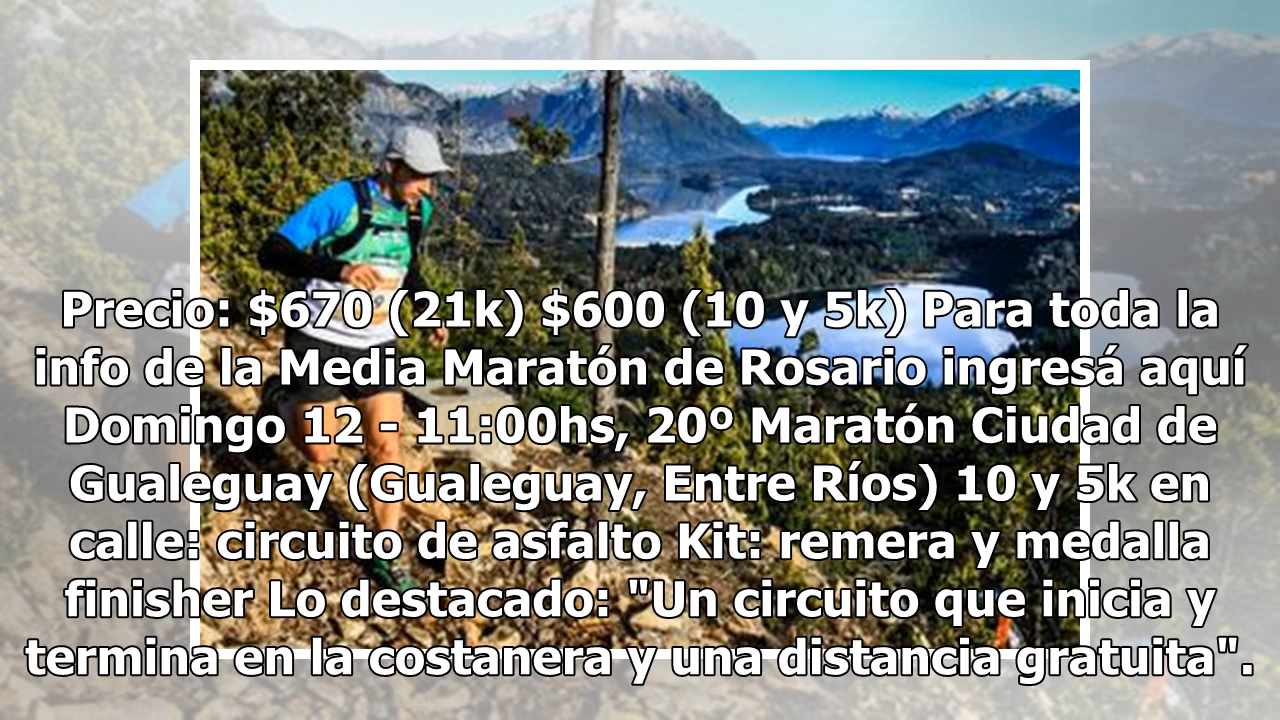 Precio: $670 (21k) $600 (10 y 5k) Para toda la
info de la Media Maratón de Rosario ingresá aquí
Domingo 12 - 11:00hs, 20º Maratón Ciudad de
Gualeguay (Gualeguay, Entre Ríos) 10 y 5k en
calle: circuito de asfalto Kit: remera y medalla
finisher Lo destacado: "Un circuito que inicia y
termina en la costanera y una distancia gratuita".